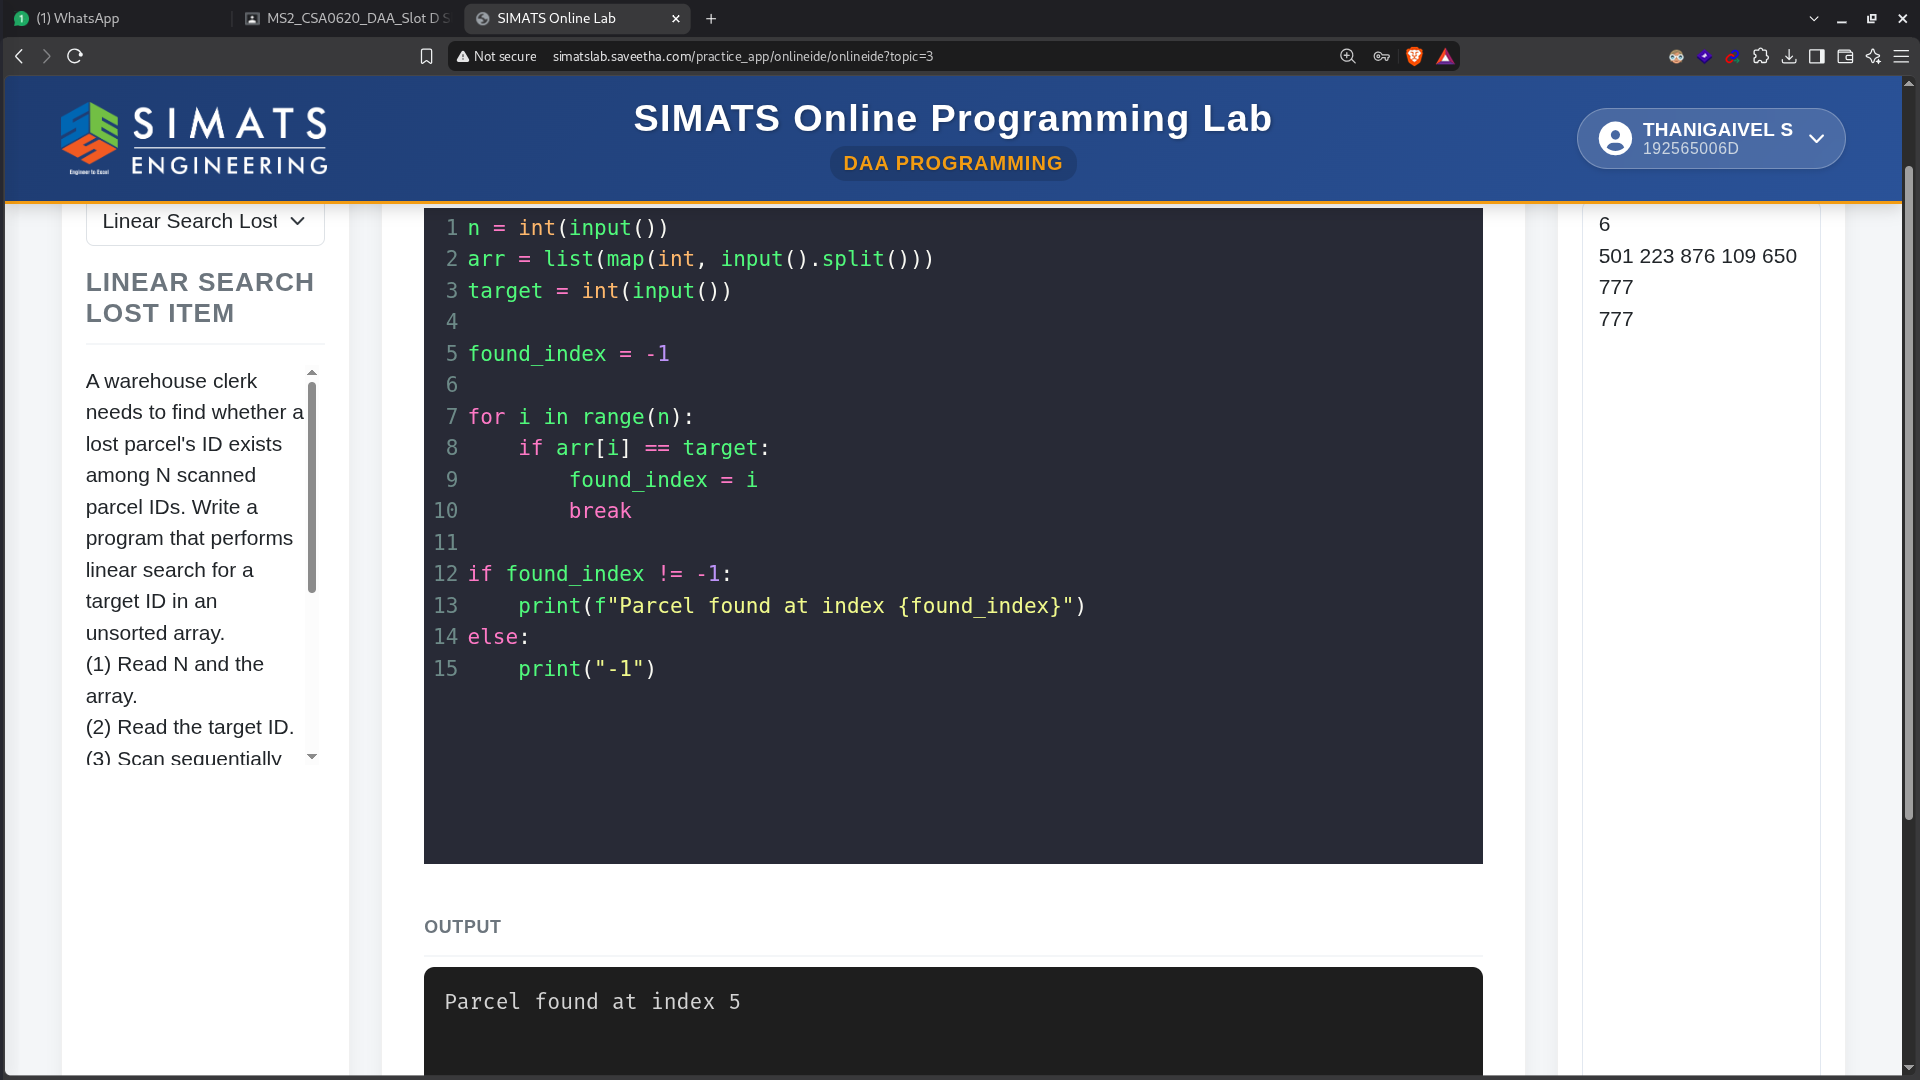 (1) WhatsApp
MS2_CSA0620_DAA_Slot D S
SIMATS Online Lab
Not secure simatslab.saveetha.com/practice_app/onlineide/onlineide?topic=3
SIMATS
ENGINEERING
Engineer to Excel
SIMATS Online Programming Lab
DAA PROGRAMMING
THANIGAIVEL S
192565006D
Linear Search Lost
LINEAR SEARCH
LOST ITEM
A warehouse clerk
needs to find whether a
lost parcel's ID exists
among N scanned
parcel IDs. Write a
program that performs
linear search for a
target ID in an
unsorted array.
(1) Read N and the
array.
(2) Read the target ID.
(3) Scan sequentially
1 n = int(input())
2 arr = list(map(int, input().split()))
3 target = int(input())
4
5 found_index = -1
6
7 for i in range(n):
8     if arr[i] == target:
9         found_index = i
10         break
11
12 if found_index != -1:
13     print(f"Parcel found at index {found_index}")
14 else:
15     print("-1")
OUTPUT
Parcel found at index 5
6
501 223 876 109 650
777
777